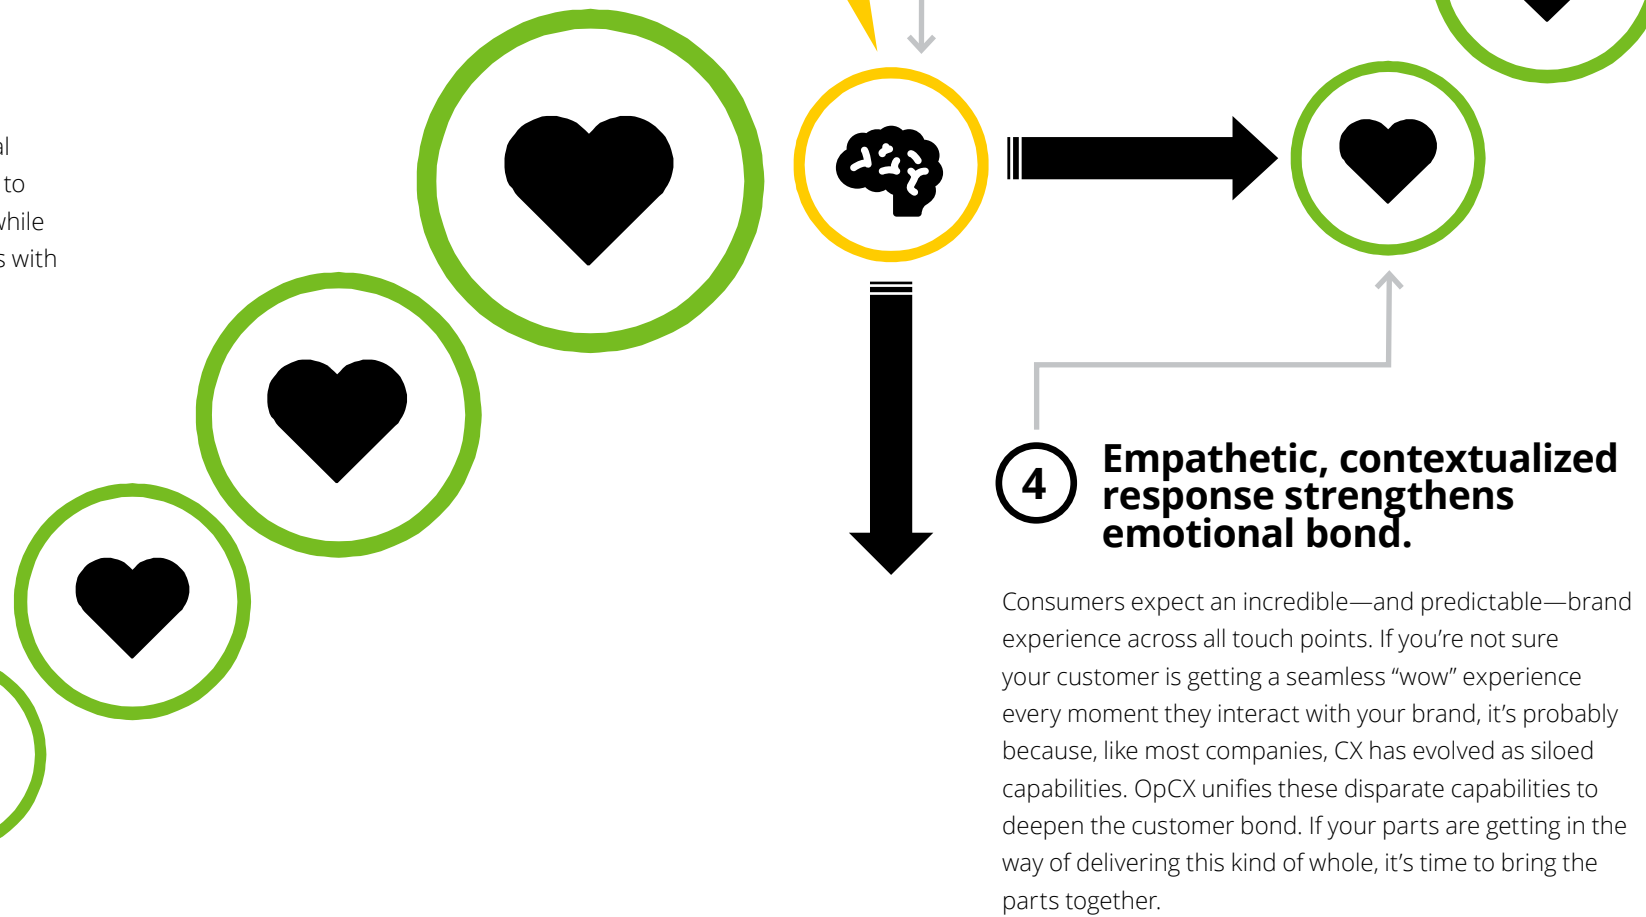 al
to
while
s with
4
Empathetic, contextualized
response strengthens
emotional bond.
Consumers expect an incredible—and predictable—brand
experience across all touch points. If you’re not sure
your customer is getting a seamless “wow” experience
every moment they interact with your brand, it’s probably
because, like most companies, CX has evolved as siloed
capabilities. OpCX unifies these disparate capabilities to
deepen the customer bond. If your parts are getting in the
way of delivering this kind of whole, it’s time to bring the
parts together.